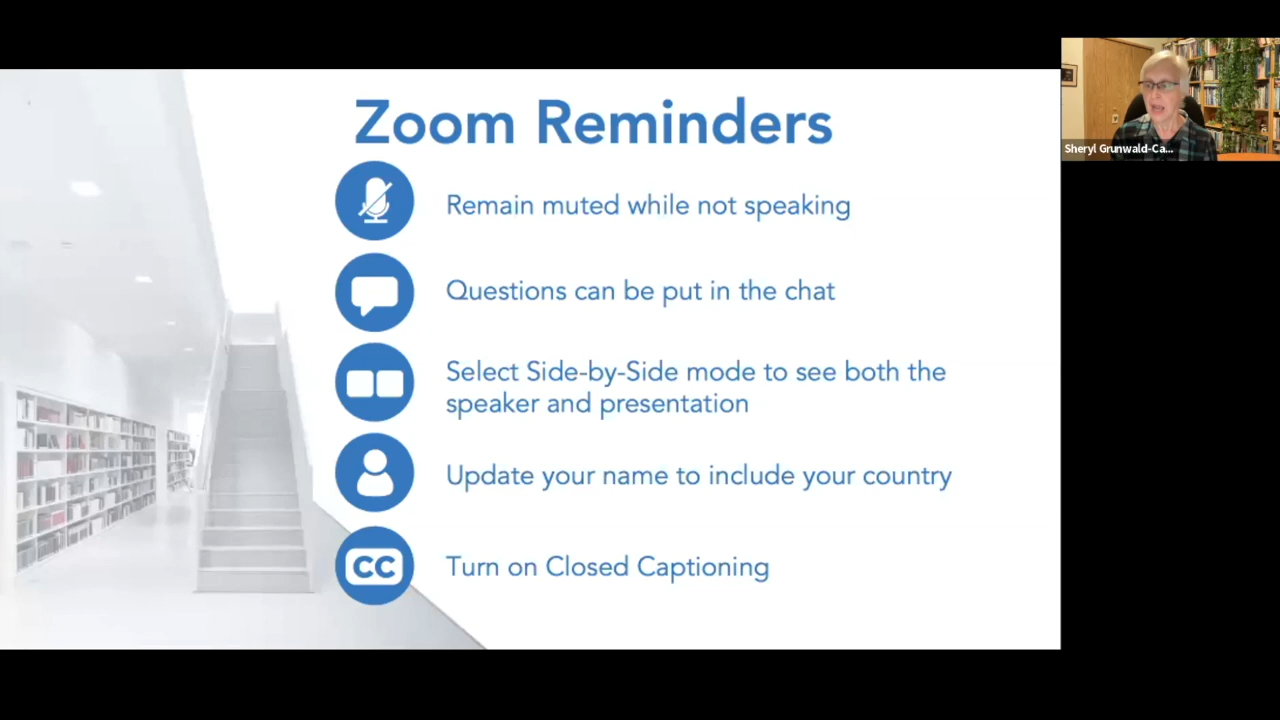 Zoom Reminders
Remain muted while not speaking
Questions can be put in the chat
Select Side-by-Side mode to see both the
speaker and presentation
Update your name to include your country
CC
Turn on Closed Captioning
Sheryl Grunwald-Ca...